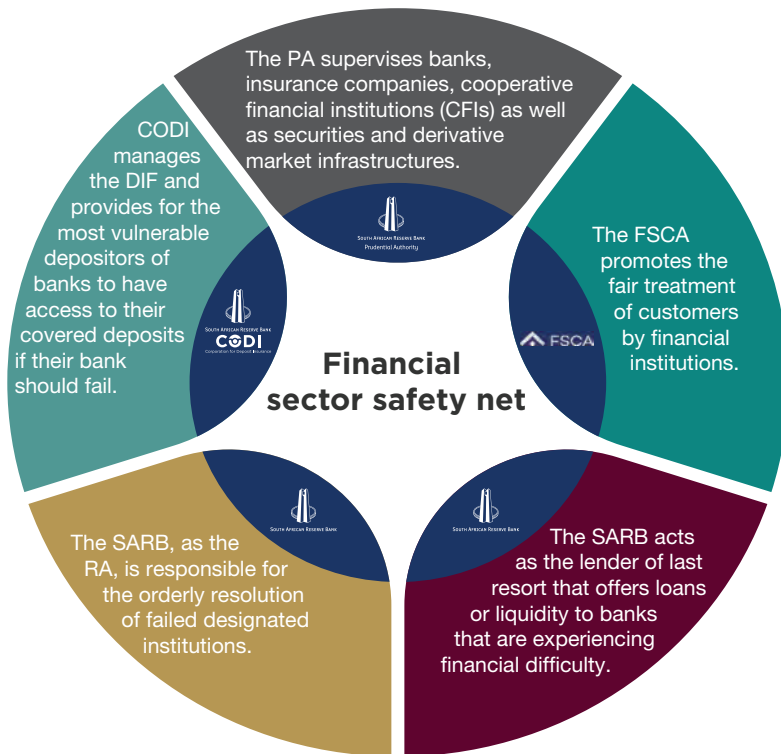 The PA supervises banks,
insurance companies, cooperative
financial institutions (CFIs) as well
as securities and derivative
market infrastructures.
SOUTH AFRICAN RESERVE BANK
Prudential Authority
The FSCA
promotes the
fair treatment
of customers
by financial
institutions.
FSCA
The SARB acts
as the lender of last
resort that offers loans
or liquidity to banks
that are experiencing
financial difficulty.
SOUTH AFRICAN RESERVE BANK
The SARB, as the
RA, is responsible for
the orderly resolution
of failed designated
institutions.
SOUTH AFRICAN RESERVE BANK
CODI
manages
the DIF and
provides for the
most vulnerable
depositors of
banks to have
access to their
covered deposits
if their bank
should fail.
SOUTH AFRICAN RESERVE BANK
CODI
Corporation for Deposit Insurance
Financial
sector safety net